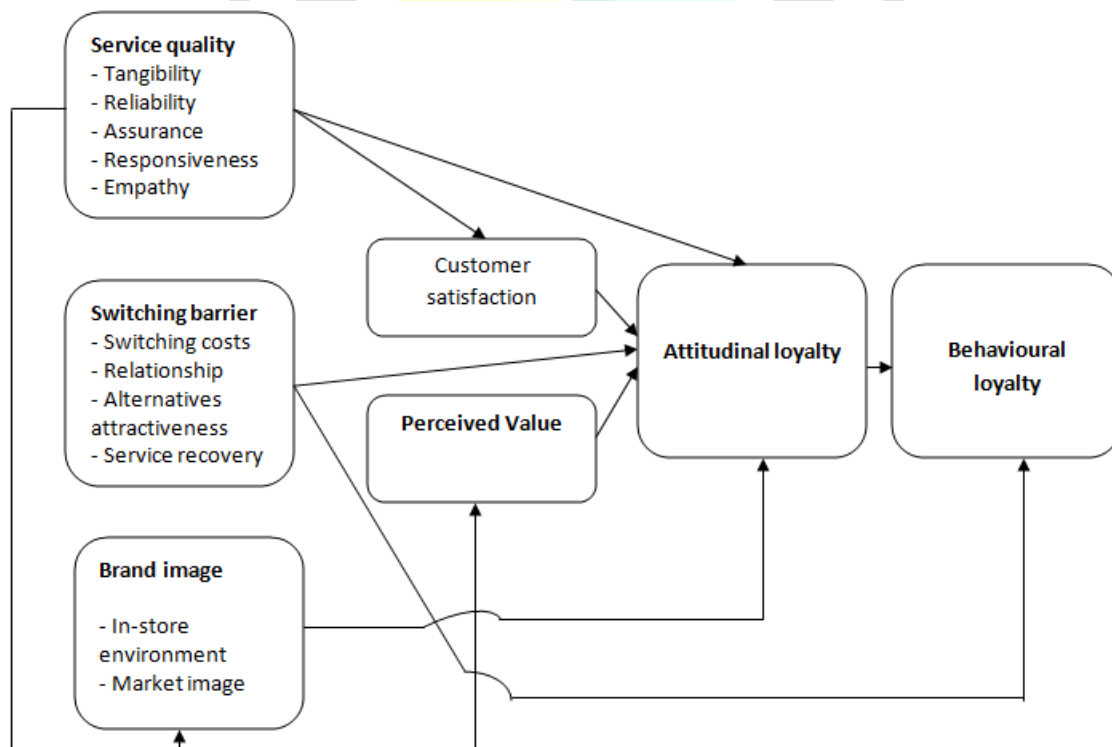 Service quality
- Tangibility
- Reliability
- Assurance
- Responsiveness
- Empathy
Customer
satisfaction
Switching barrier
- Switching costs
- Relationship
- Alternatives
attractiveness
- Service recovery
Perceived Value
Attitudinal loyalty
Behavioural
loyalty
Brand image
- In-store
environment
- Market image